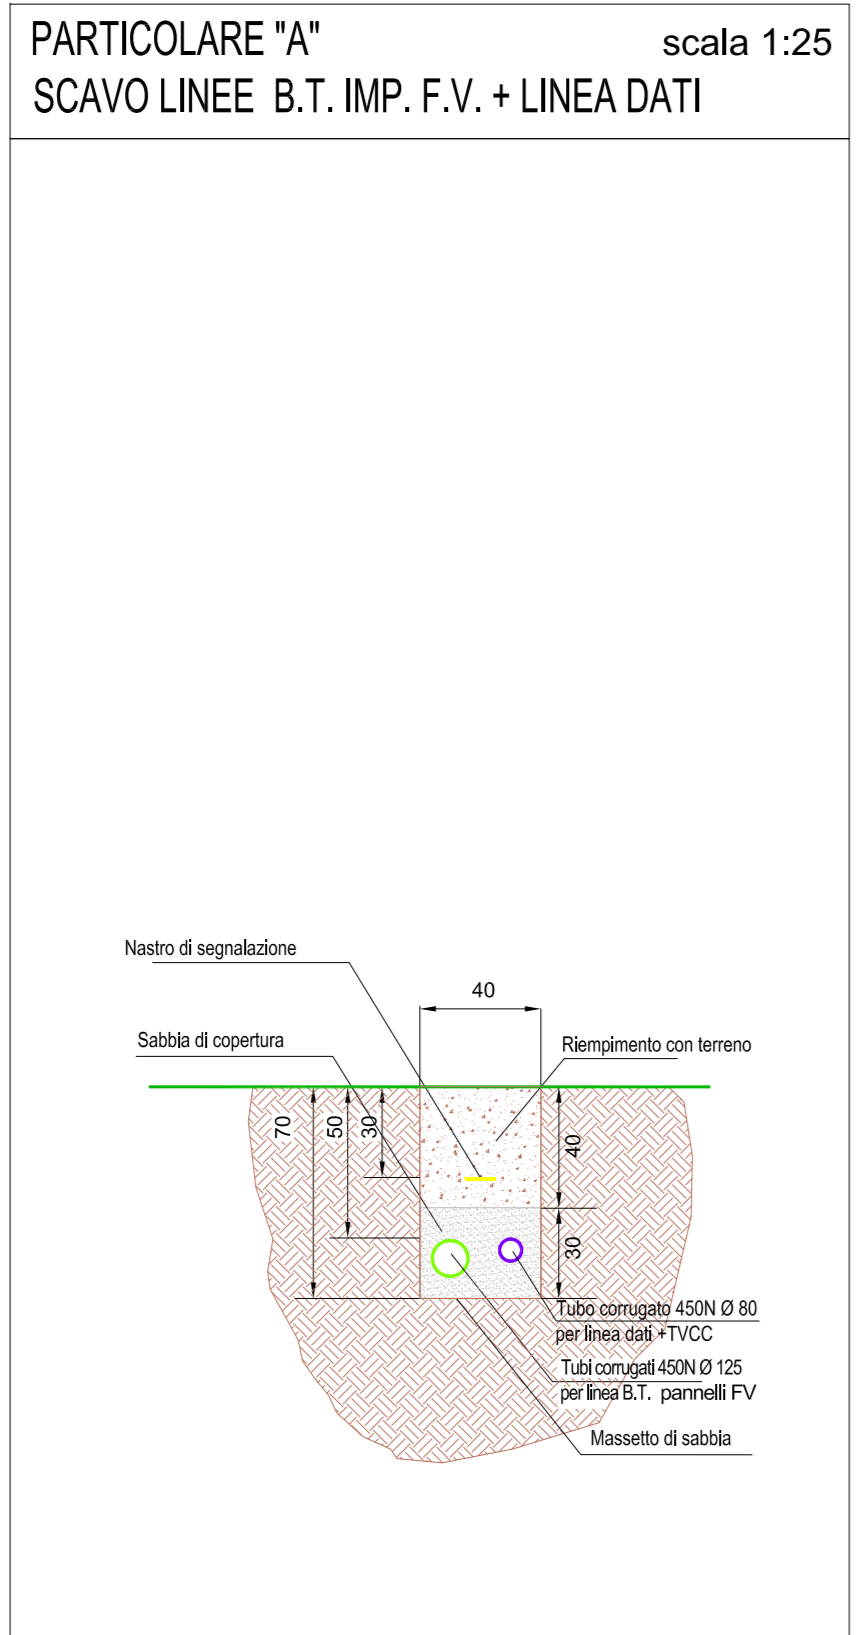 PARTICOLARE "A"
scala 1:25
SCAVO LINEE B.T. IMP. F.V. + LINEA DATI
Nastro di segnalazione
40
Sabbia di copertura
Riempimento con terreno
70
50
30
40
30
Tubo corrugato 450N Ø 80
per linea dati +TVCC
Tubi corrugati 450N Ø 125
per linea B.T. pannelli FV
Massetto di sabbia